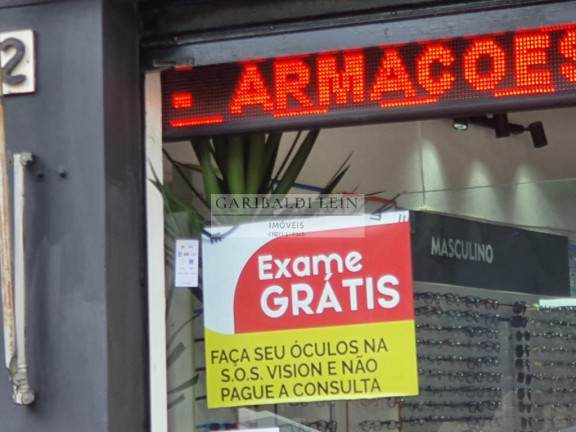 2
ARMACOES
GARIBALDI LEIN
IMÓVEIS
MASCULINO
Exame
GRÁTIS
FAÇA SEU ÓCULOS NA
S.O.S. VISION E NÃO
PAGUE A CONSULTA